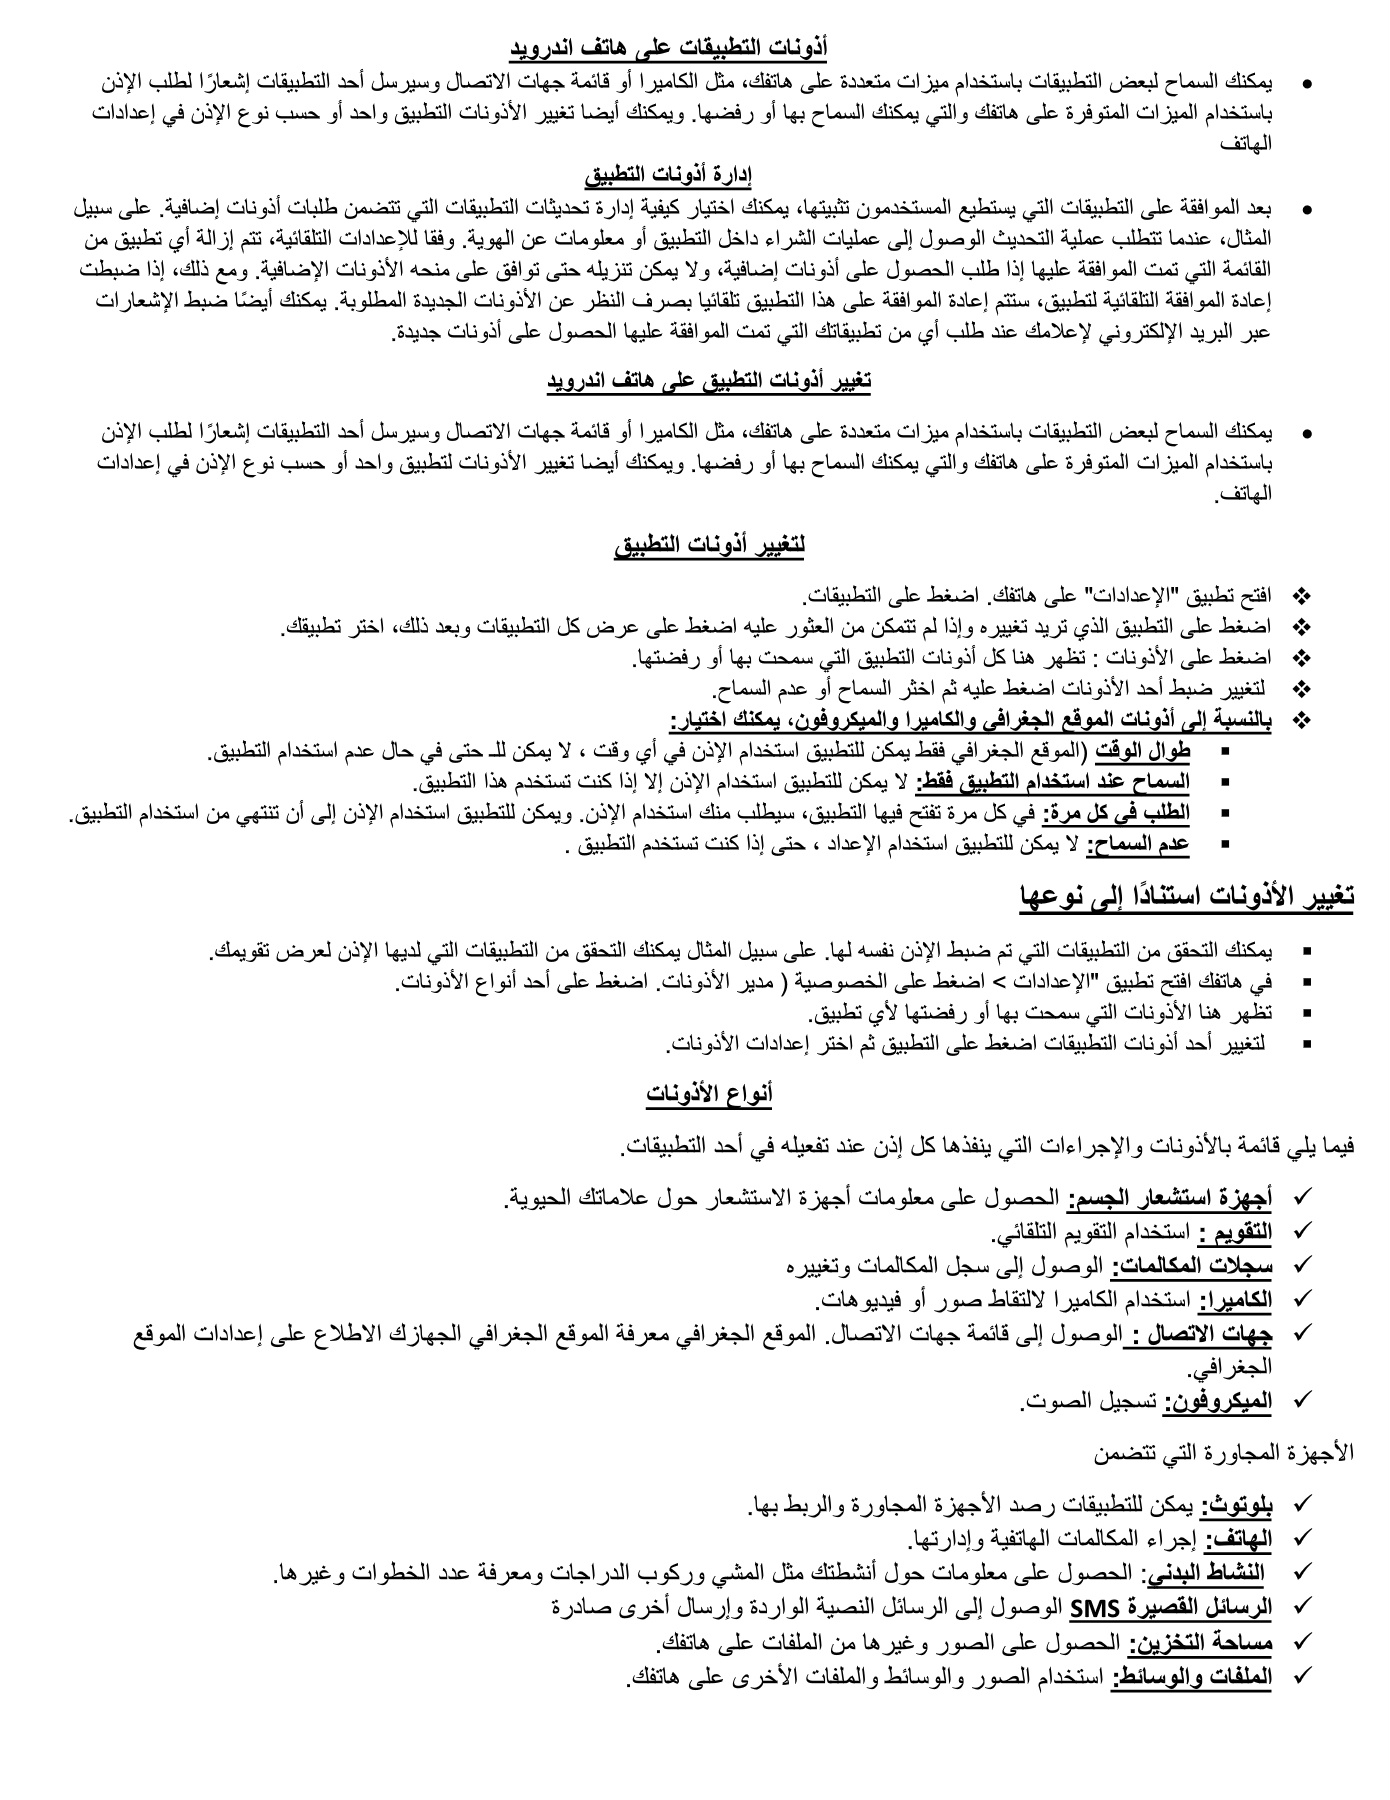 أذونات التطبيقات على هاتف اندرويد
• يمكنك السماح لبعض التطبيقات باستخدام ميزات متعددة على هاتفك، مثل الكاميرا أو قائمة جهات الاتصال وسيرسل أحد التطبيقات إشعارًا لطلب الإذن
باستخدام الميزات المتوفرة على هاتفك والتي يمكنك السماح بها أو رفضها. ويمكنك أيضا تغيير الأذونات التطبيق واحد أو حسب نوع الإذن في إعدادات
الهاتف
إدارة أذونات التطبيق
• بعد الموافقة على التطبيقات التي يستطيع المستخدمون تثبيتها، يمكنك اختيار كيفية إدارة تحديثات التطبيقات التي تتضمن طلبات أذونات إضافية. على سبيل
المثال، عندما تتطلب عملية التحديث الوصول إلى عمليات الشراء داخل التطبيق أو معلومات عن الهوية. وفقا للإعدادات التلقائية، تتم إزالة أي تطبيق من
القائمة التي تمت الموافقة عليها إذا طلب الحصول على أذونات إضافية، ولا يمكن تنزيله حتى توافق على منحه الأذونات الإضافية. ومع ذلك، إذا ضبطت
إعادة الموافقة التلقائية لتطبيق، ستتم إعادة الموافقة على هذا التطبيق تلقائيا بصرف النظر عن الأذونات الجديدة المطلوبة. يمكنك أيضًا ضبط الإشعارات
عبر البريد الإلكتروني لإعلامك عند طلب أي من تطبيقاتك التي تمت الموافقة عليها الحصول على أذونات جديدة.
تغيير أذونات التطبيق على هاتف اندرويد
• يمكنك السماح لبعض التطبيقات باستخدام ميزات متعددة على هاتفك، مثل الكاميرا أو قائمة جهات الاتصال وسيرسل أحد التطبيقات إشعارًا لطلب الإذن
باستخدام الميزات المتوفرة على هاتفك والتي يمكنك السماح بها أو رفضها. ويمكنك أيضا تغيير الأذونات لتطبيق واحد أو حسب نوع الإذن في إعدادات
الهاتف.
لتغيير أذونات التطبيق
❖ افتح تطبيق "الإعدادات" على هاتفك. اضغط على التطبيقات.
❖ اضغط على التطبيق الذي تريد تغييره وإذا لم تتمكن من العثور عليه اضغط على عرض كل التطبيقات وبعد ذلك، اختر تطبيقك.
❖ اضغط على الأذونات : تظهر هنا كل أذونات التطبيق التي سمحت بها أو رفضتها.
❖ لتغيير ضبط أحد الأذونات اضغط عليه ثم اختر السماح أو عدم السماح.
❖ بالنسبة إلى أذونات الموقع الجغرافي والكاميرا والميكروفون، يمكنك اختيار:
▪ طوال الوقت (الموقع الجغرافي فقط يمكن للتطبيق استخدام الإذن في أي وقت ، لا يمكن للـ حتى في حال عدم استخدام التطبيق.
▪ السماح عند استخدام التطبيق فقط: لا يمكن للتطبيق استخدام الإذن إلا إذا كنت تستخدم هذا التطبيق.
▪ الطلب في كل مرة: في كل مرة تفتح فيها التطبيق، سيطلب منك استخدام الإذن. ويمكن للتطبيق استخدام الإذن إلى أن تنتهي من استخدام التطبيق.
▪ عدم السماح: لا يمكن للتطبيق استخدام الإعداد ، حتى إذا كنت تستخدم التطبيق .
تغيير الأذونات استنادًا إلى نوعها
▪ يمكنك التحقق من التطبيقات التي تم ضبط الإذن نفسه لها. على سبيل المثال يمكنك التحقق من التطبيقات التي لديها الإذن لعرض تقويمك.
▪ في هاتفك افتح تطبيق "الإعدادات > اضغط على الخصوصية ( مدير الأذونات. اضغط على أحد أنواع الأذونات.
▪ تظهر هنا الأذونات التي سمحت بها أو رفضتها لأي تطبيق.
▪ لتغيير أحد أذونات التطبيقات اضغط على التطبيق ثم اختر إعدادات الأذونات.
أنواع الأذونات
فيما يلي قائمة بالأذونات والإجراءات التي ينفذها كل إذن عند تفعيله في أحد التطبيقات.
✓ أجهزة استشعار الجسم: الحصول على معلومات أجهزة الاستشعار حول علاماتك الحيوية.
✓ التقويم : استخدام التقويم التلقائي.
✓ سجلات المكالمات: الوصول إلى سجل المكالمات وتغييره
✓ الكاميرا: استخدام الكاميرا لالتقاط صور أو فيديوهات.
✓ جهات الاتصال : الوصول إلى قائمة جهات الاتصال. الموقع الجغرافي معرفة الموقع الجغرافي الجهازك الاطلاع على إعدادات الموقع
الجغرافي.
✓ الميكروفون: تسجيل الصوت.
الأجهزة المجاورة التي تتضمن
✓ بلوتوث: يمكن للتطبيقات رصد الأجهزة المجاورة والربط بها.
✓ الهاتف: إجراء المكالمات الهاتفية وإدارتها.
✓ النشاط البدني: الحصول على معلومات حول أنشطتك مثل المشي وركوب الدراجات ومعرفة عدد الخطوات وغيرها.
✓ الرسائل القصيرة SMS الوصول إلى الرسائل النصية الواردة وإرسال أخرى صادرة
✓ مساحة التخزين: الحصول على الصور وغيرها من الملفات على هاتفك.
✓ الملفات والوسائط: استخدام الصور والوسائط والملفات الأخرى على هاتفك.